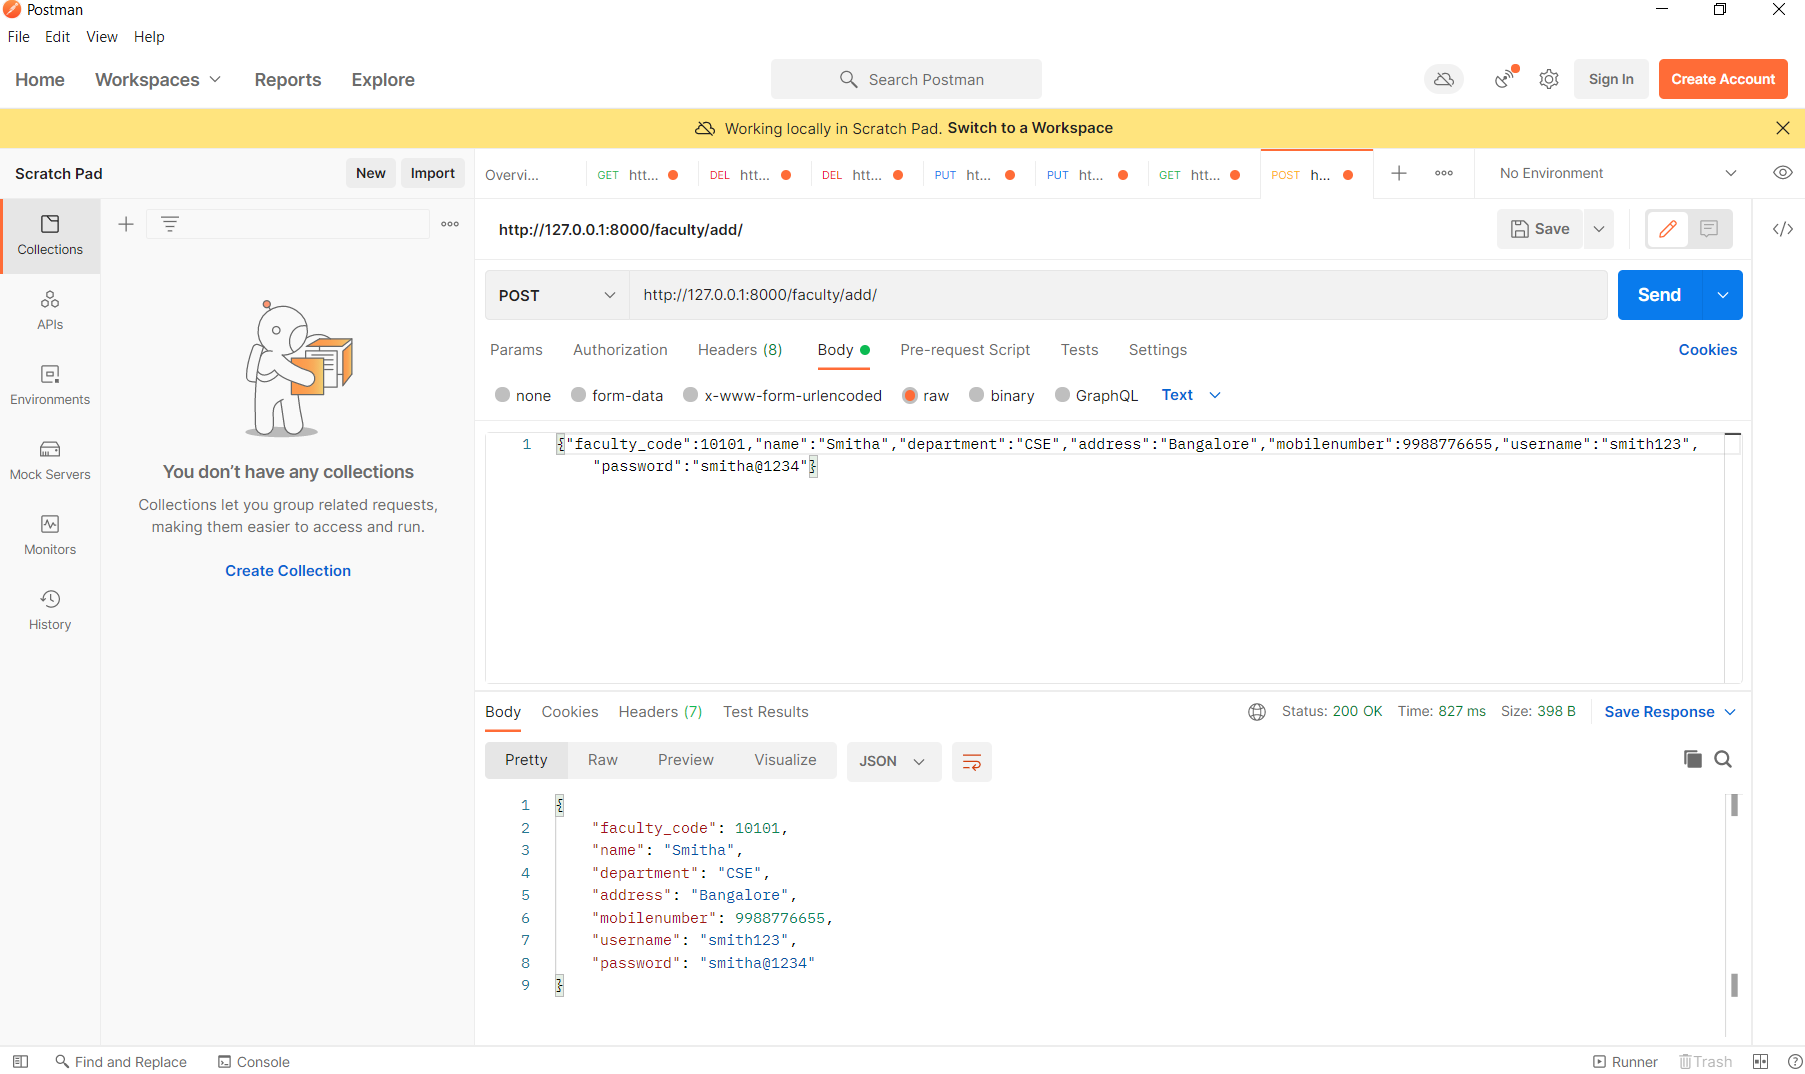 Postman
File Edit View Help
Home Workspaces Reports Explore Search Postman Sign In Create Account
Working locally in Scratch Pad. Switch to a Workspace
Scratch Pad New Import
Overvi... GET htt... DEL htt... DEL htt... PUT ht... PUT ht... GET htt... POST h... No Environment
Collections
APIs
Environments
Mock Servers
Monitors
History
You don’t have any collections
Collections let you group related requests,
making them easier to access and run.
Create Collection
http://127.0.0.1:8000/faculty/add/ Save
POST http://127.0.0.1:8000/faculty/add/ Send
Params Authorization Headers (8) Body Pre-request Script Tests Settings Cookies
none form-data x-www-form-urlencoded raw binary GraphQL Text
1 {"faculty_code":10101,"name":"Smitha","department":"CSE","address":"Bangalore","mobilenumber":9988776655,"username":"smith123",
"password":"smitha@1234"}
Body Cookies Headers (7) Test Results Status: 200 OK Time: 827 ms Size: 398 B Save Response
Pretty Raw Preview Visualize JSON
1 {
2 "faculty_code": 10101,
3 "name": "Smitha",
4 "department": "CSE",
5 "address": "Bangalore",
6 "mobilenumber": 9988776655,
7 "username": "smith123",
8 "password": "smitha@1234"
9 }
Find and Replace Console Runner Trash